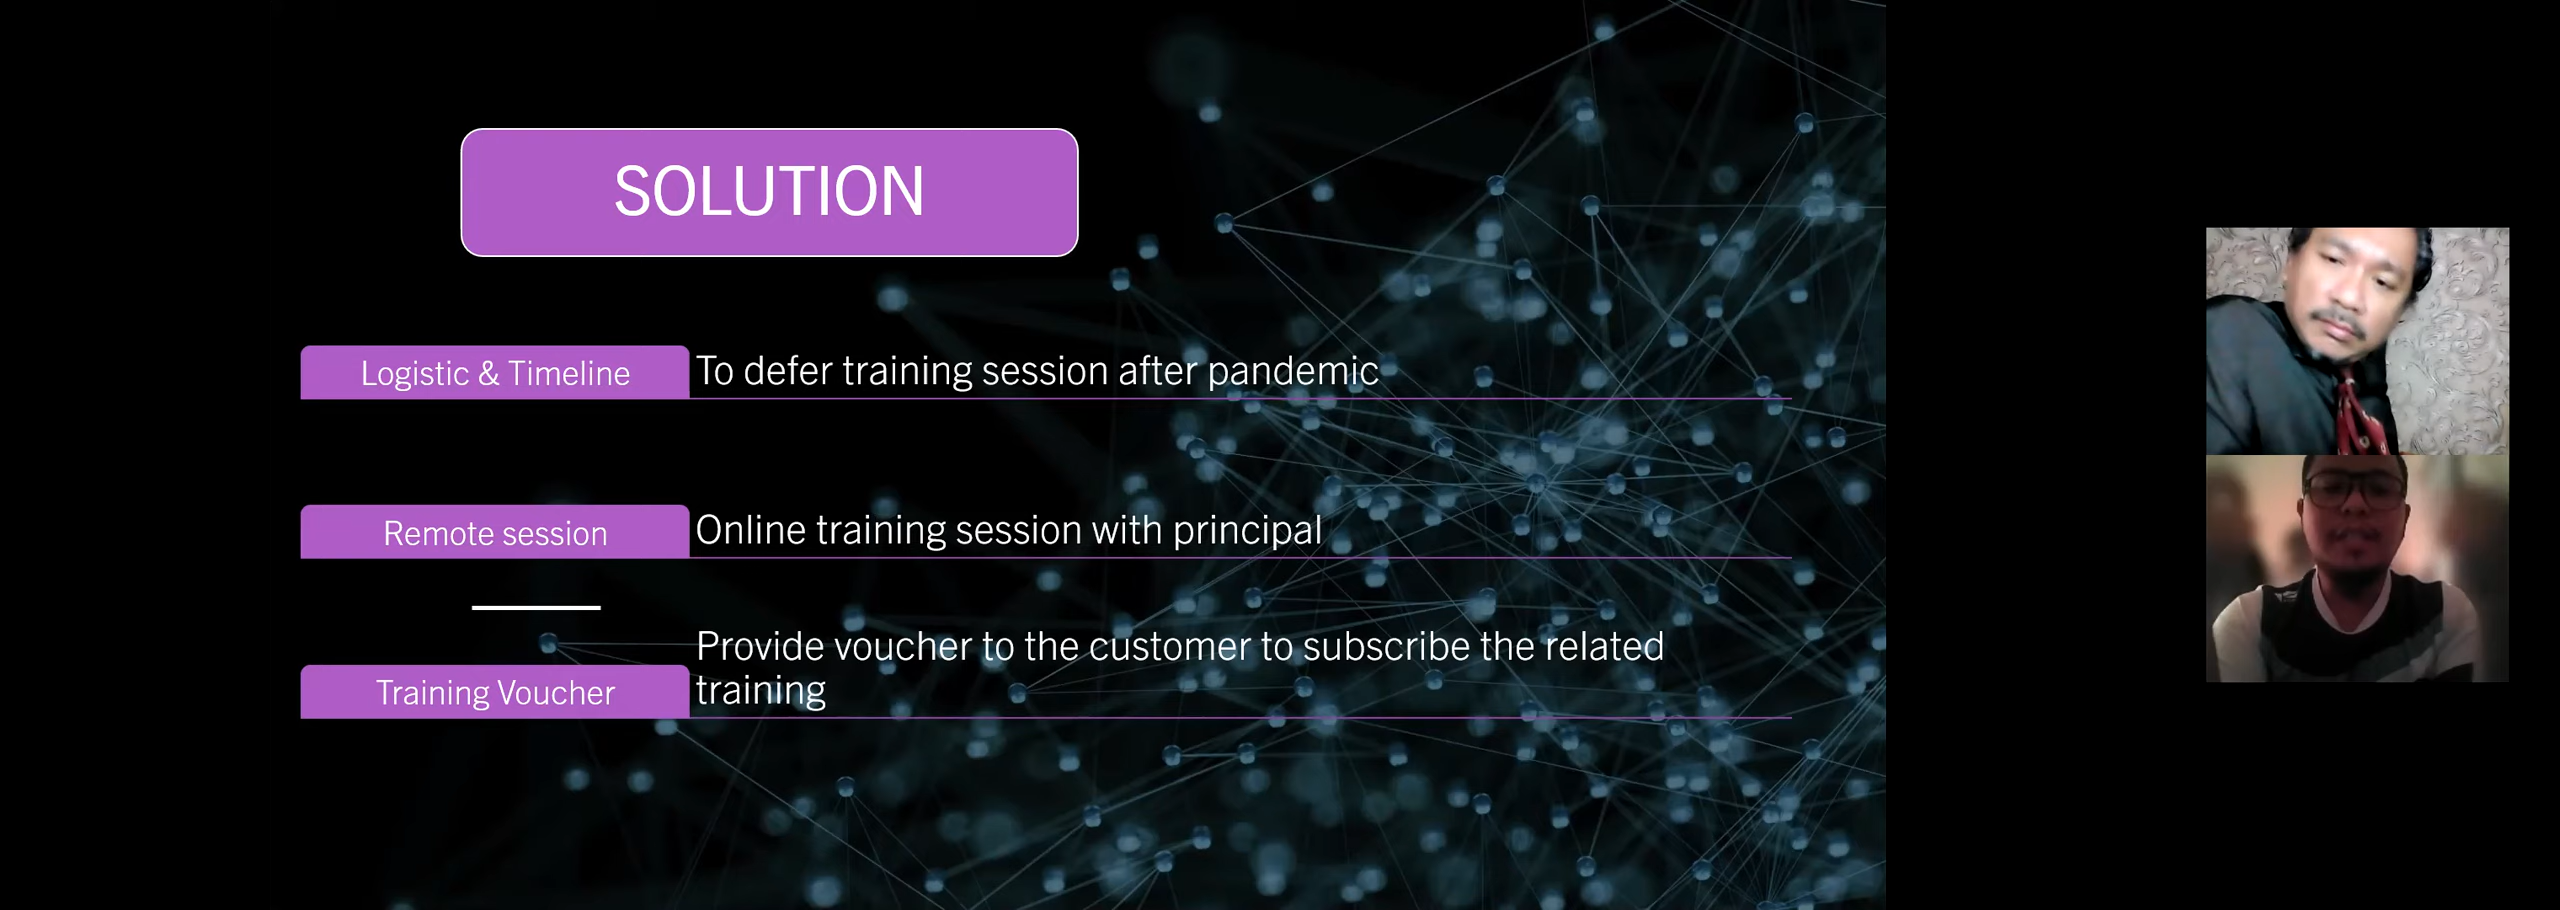 SOLUTION
Logistic & Timeline
To defer training session after pandemic
Remote session
Online training session with principal
Training Voucher
Provide voucher to the customer to subscribe the related
training